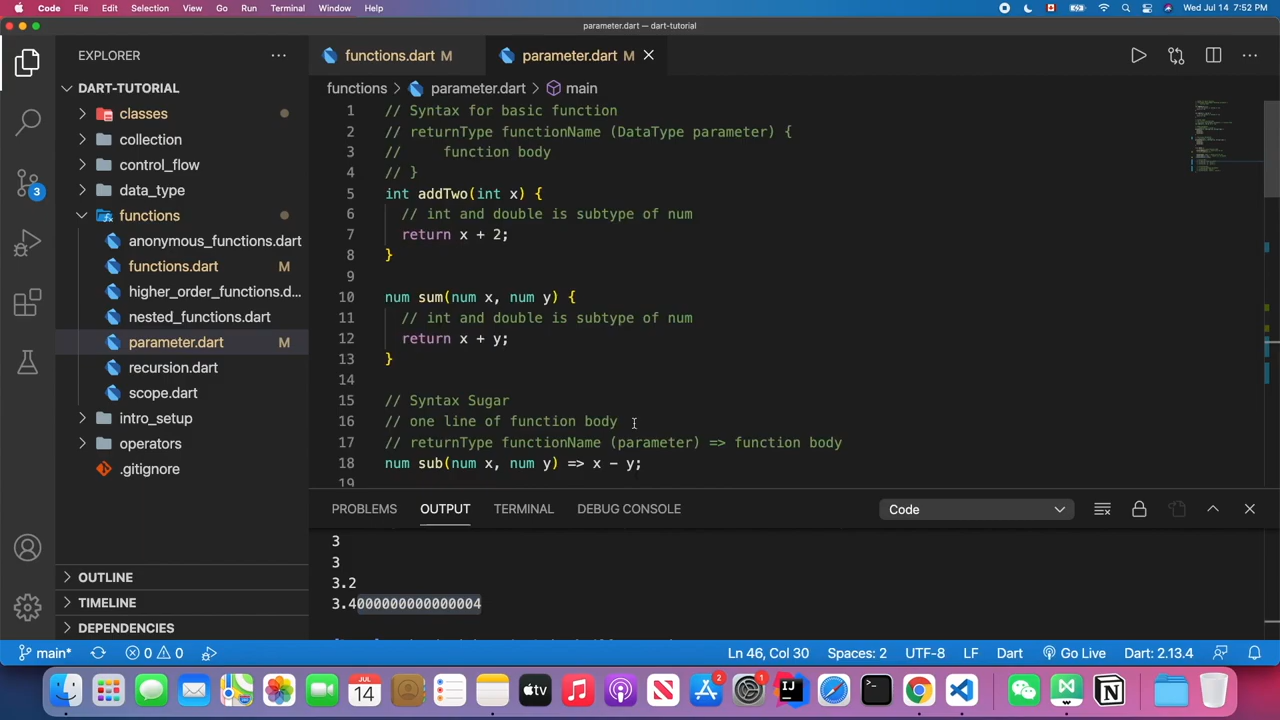 Code File Edit Selection View Go Run Terminal Window Help
Wed Jul 14 7:52 PM
parameter.dart — dart-tutorial
EXPLORER
functions.dart M
parameter.dart M
DART-TUTORIAL
classes
collection
control_flow
data_type
functions
anonymous_functions.dart
functions.dart M
higher_order_functions.d...
nested_functions.dart
parameter.dart M
recursion.dart
scope.dart
intro_setup
operators
.gitignore
OUTLINE
TIMELINE
DEPENDENCIES
3
functions > parameter.dart > main
1 // Syntax for basic function
2 // returnType functionName (DataType parameter) {
3 //     function body
4 // }
5 int addTwo(int x) {
6   // int and double is subtype of num
7   return x + 2;
8 }
9
10 num sum(num x, num y) {
11   // int and double is subtype of num
12   return x + y;
13 }
14
15 // Syntax Sugar
16 // one line of function body
17 // returnType functionName (parameter) => function body
18 num sub(num x, num y) => x - y;
19
PROBLEMS OUTPUT TERMINAL DEBUG CONSOLE
Code
3
3
3.2
3.4000000000000004
main* 0 0
Ln 46, Col 30 Spaces: 2 UTF-8 LF Dart Go Live Dart: 2.13.4
JUL
14
tv
2
1
IJ